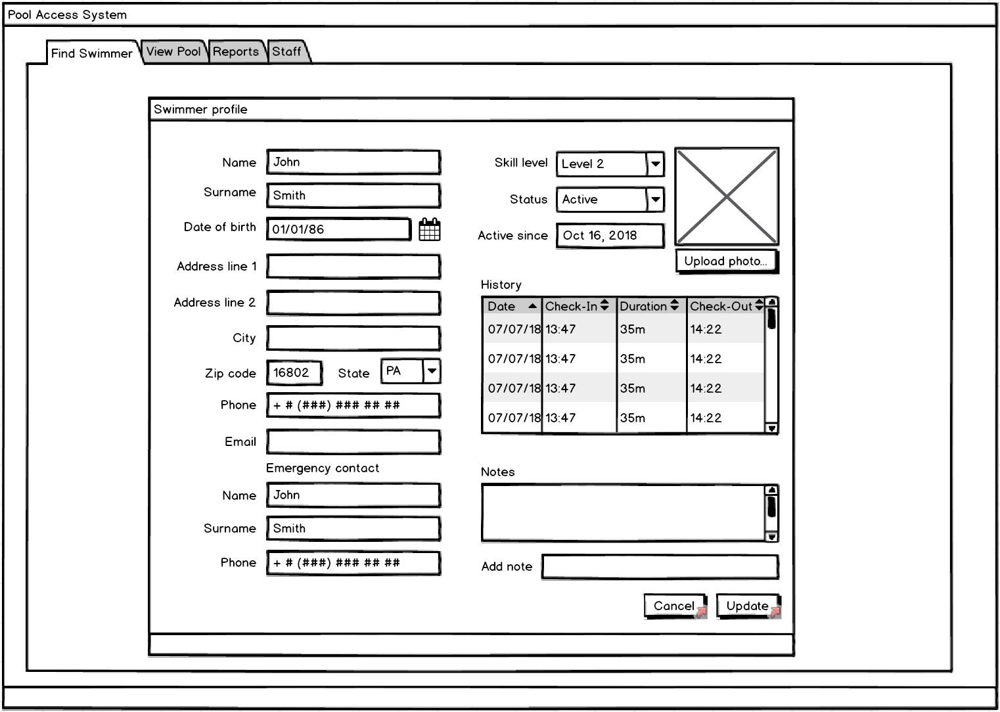 Pool Access System
Find Swimmer View Pool Reports Staff
Swimmer profile
Name John
Surname Smith
Date of birth 01/01/86
Address line 1
Address line 2
City
Zip code 16802 State PA
Phone + # (###) ### ## ##
Email
Emergency contact
Name John
Surname Smith
Phone + # (###) ### ## ##
Skill level Level 2
Status Active
Active since Oct 16, 2018
Upload photo...
History
Date Check-In Duration Check-Out
07/07/18 13:47 35m 14:22
07/07/18 13:47 35m 14:22
07/07/18 13:47 35m 14:22
07/07/18 13:47 35m 14:22
Notes
Add note
Cancel Update